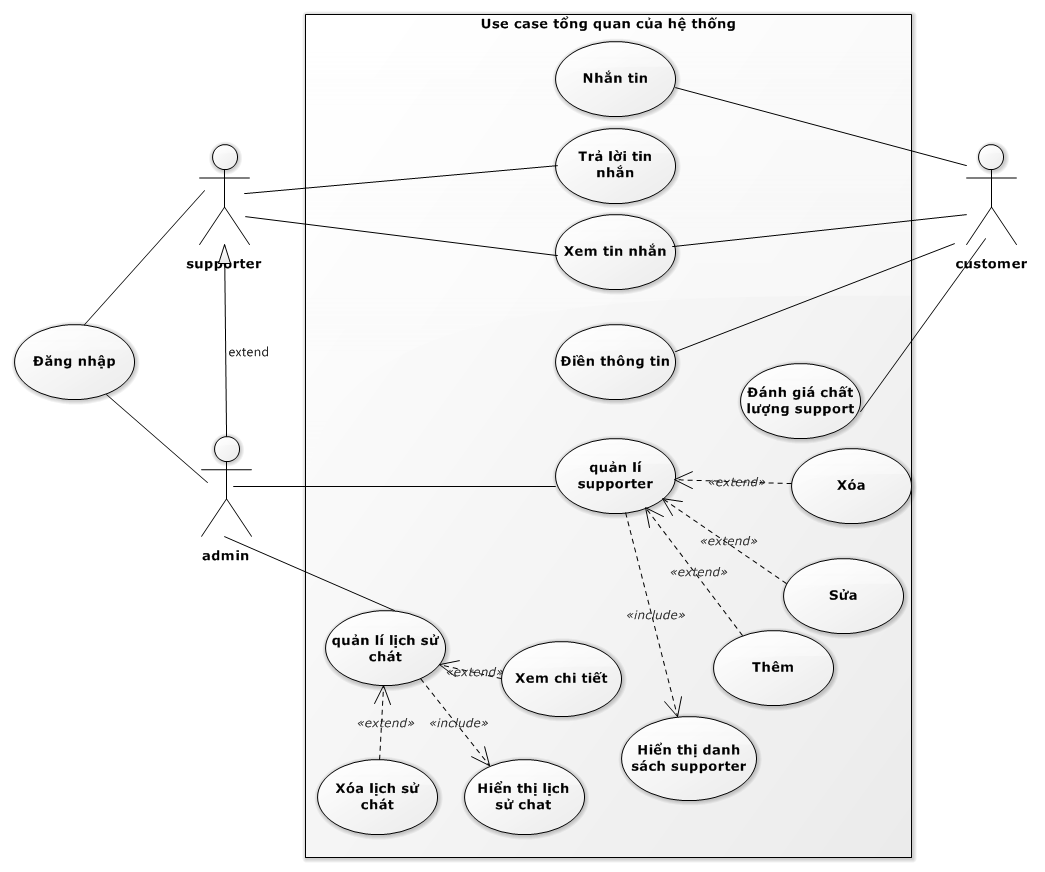 Use case tổng quan của hệ thống
Nhắn tin
Trả lời tin
nhắn
Xem tin nhắn
supporter
customer
extend
Đăng nhập
Điền thông tin
Đánh giá chất
lượng support
quản lí
supporter
«extend»
Xóa
«extend»
Sửa
«extend»
admin
«include»
quản lí lịch sử
chát
Thêm
«extend»
Xem chi tiết
«extend»
«include»
Hiển thị danh
sách supporter
Xóa lịch sử
chát
Hiển thị lịch
sử chat